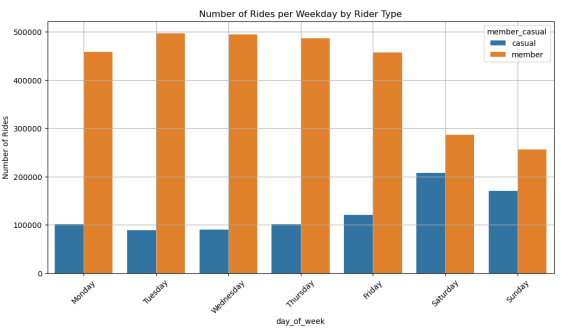 Number of Rides per Weekday by Rider Type
member_casual
casual
member
Number of Rides
500000
400000
300000
200000
100000
0
Monday
Tuesday
Wednesday
Thursday
Friday
Saturday
Sunday
day_of_week